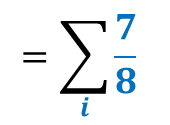 = ∑ 7/8
i